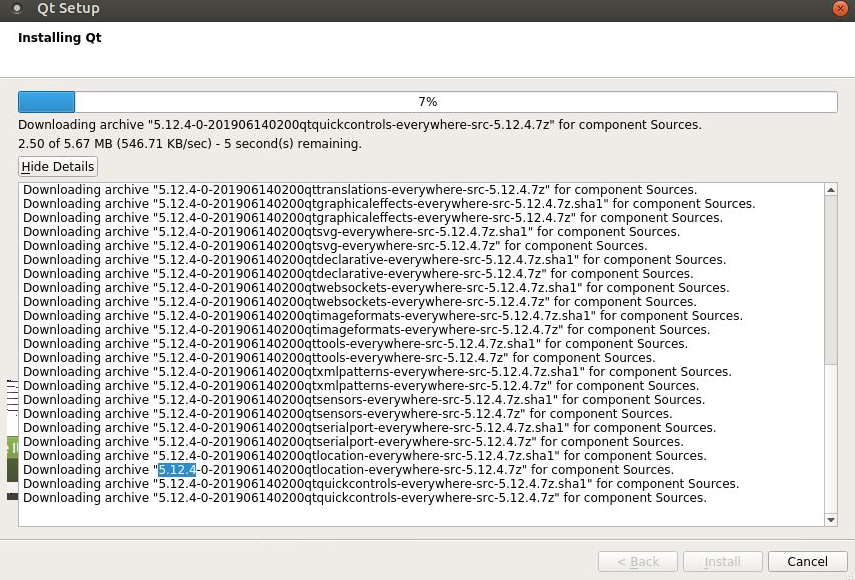 Qt Setup
Installing Qt
7%
Downloading archive "5.12.4-0-201906140200qtquickcontrols-everywhere-src-5.12.4.7z" for component Sources.
2.50 of 5.67 MB (546.71 KB/sec) - 5 second(s) remaining.
Hide Details
Downloading archive "5.12.4-0-201906140200qttranslations-everywhere-src-5.12.4.7z" for component Sources.
Downloading archive "5.12.4-0-201906140200qtgraphicaleffects-everywhere-src-5.12.4.7z.sha1" for component Sources.
Downloading archive "5.12.4-0-201906140200qtgraphicaleffects-everywhere-src-5.12.4.7z" for component Sources.
Downloading archive "5.12.4-0-201906140200qtsvg-everywhere-src-5.12.4.7z.sha1" for component Sources.
Downloading archive "5.12.4-0-201906140200qtsvg-everywhere-src-5.12.4.7z" for component Sources.
Downloading archive "5.12.4-0-201906140200qtdeclarative-everywhere-src-5.12.4.7z.sha1" for component Sources.
Downloading archive "5.12.4-0-201906140200qtdeclarative-everywhere-src-5.12.4.7z" for component Sources.
Downloading archive "5.12.4-0-201906140200qtwebsockets-everywhere-src-5.12.4.7z.sha1" for component Sources.
Downloading archive "5.12.4-0-201906140200qtwebsockets-everywhere-src-5.12.4.7z" for component Sources.
Downloading archive "5.12.4-0-201906140200qtimageformats-everywhere-src-5.12.4.7z.sha1" for component Sources.
Downloading archive "5.12.4-0-201906140200qtimageformats-everywhere-src-5.12.4.7z" for component Sources.
Downloading archive "5.12.4-0-201906140200qttools-everywhere-src-5.12.4.7z.sha1" for component Sources.
Downloading archive "5.12.4-0-201906140200qttools-everywhere-src-5.12.4.7z" for component Sources.
Downloading archive "5.12.4-0-201906140200qtxmlpatterns-everywhere-src-5.12.4.7z.sha1" for component Sources.
Downloading archive "5.12.4-0-201906140200qtxmlpatterns-everywhere-src-5.12.4.7z" for component Sources.
Downloading archive "5.12.4-0-201906140200qtsensors-everywhere-src-5.12.4.7z.sha1" for component Sources.
Downloading archive "5.12.4-0-201906140200qtsensors-everywhere-src-5.12.4.7z" for component Sources.
Downloading archive "5.12.4-0-201906140200qtserialport-everywhere-src-5.12.4.7z.sha1" for component Sources.
Downloading archive "5.12.4-0-201906140200qtserialport-everywhere-src-5.12.4.7z" for component Sources.
Downloading archive "5.12.4-0-201906140200qtlocation-everywhere-src-5.12.4.7z.sha1" for component Sources.
Downloading archive "5.12.4-0-201906140200qtlocation-everywhere-src-5.12.4.7z" for component Sources.
Downloading archive "5.12.4-0-201906140200qtquickcontrols-everywhere-src-5.12.4.7z.sha1" for component Sources.
Downloading archive "5.12.4-0-201906140200qtquickcontrols-everywhere-src-5.12.4.7z" for component Sources.
< Back
Install
Cancel